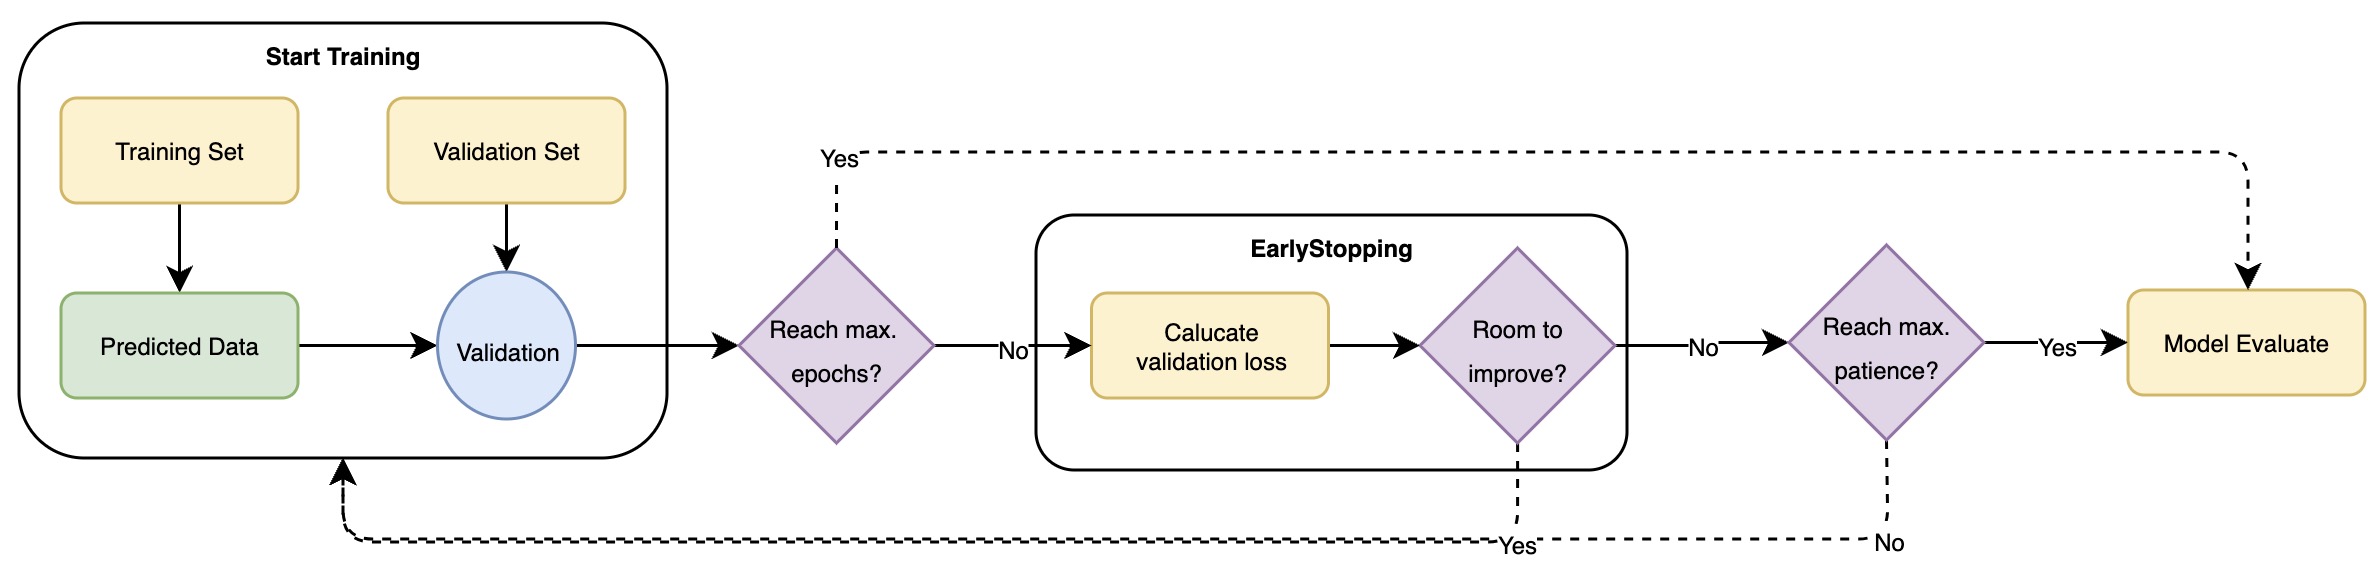 Start Training
Training Set
Validation Set
Predicted Data
Validation
Reach max.
epochs?
Yes
No
EarlyStopping
Calucate
validation loss
Room to
improve?
Yes
No
Reach max.
patience?
No
Yes
Model Evaluate